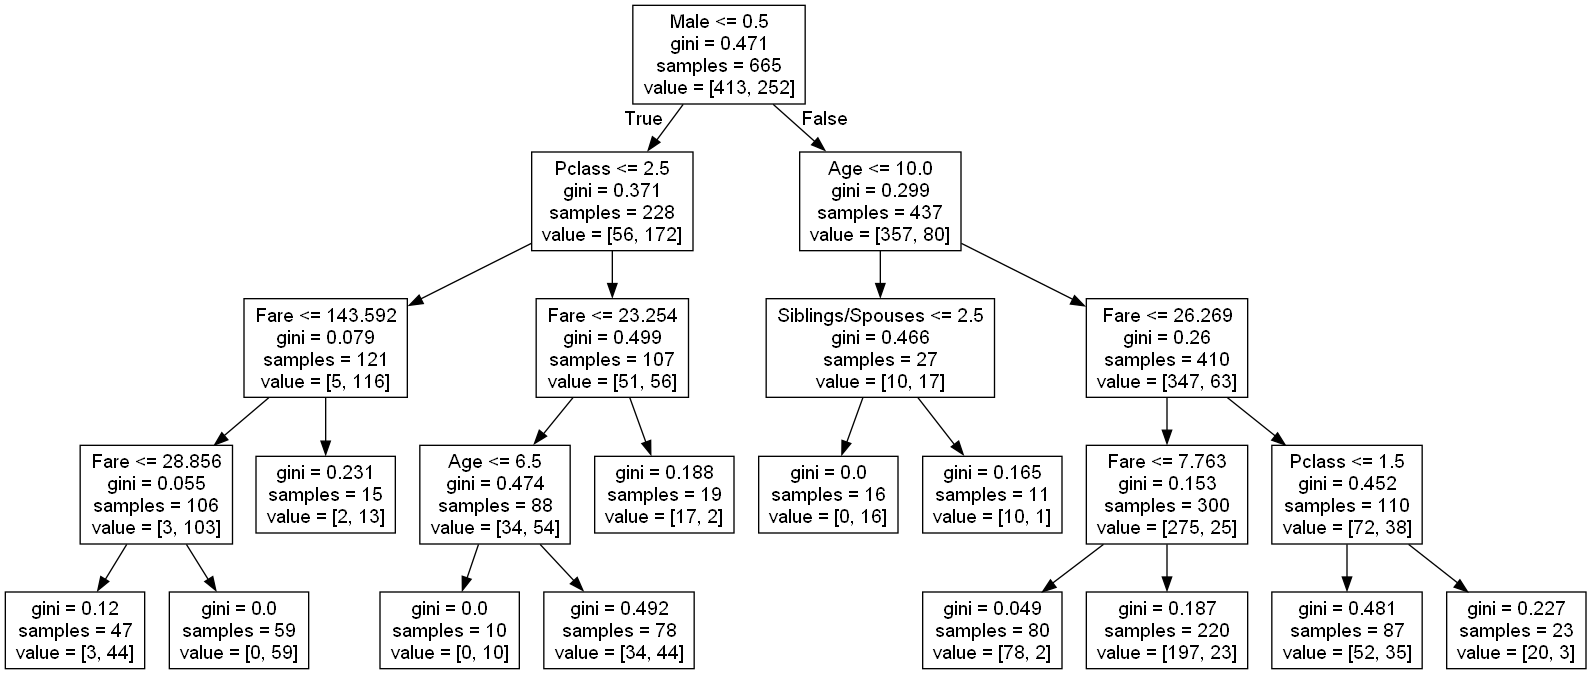 Male <= 0.5
gini = 0.471
samples = 665
value = [413, 252]
True
False
Pclass <= 2.5
gini = 0.371
samples = 228
value = [56, 172]
Age <= 10.0
gini = 0.299
samples = 437
value = [357, 80]
Fare <= 143.592
gini = 0.079
samples = 121
value = [5, 116]
Fare <= 23.254
gini = 0.499
samples = 107
value = [51, 56]
Siblings/Spouses <= 2.5
gini = 0.466
samples = 27
value = [10, 17]
Fare <= 26.269
gini = 0.26
samples = 410
value = [347, 63]
Fare <= 28.856
gini = 0.055
samples = 106
value = [3, 103]
gini = 0.231
samples = 15
value = [2, 13]
Age <= 6.5
gini = 0.474
samples = 88
value = [34, 54]
gini = 0.188
samples = 19
value = [17, 2]
gini = 0.0
samples = 16
value = [0, 16]
gini = 0.165
samples = 11
value = [10, 1]
Fare <= 7.763
gini = 0.153
samples = 300
value = [275, 25]
Pclass <= 1.5
gini = 0.452
samples = 110
value = [72, 38]
gini = 0.12
samples = 47
value = [3, 44]
gini = 0.0
samples = 59
value = [0, 59]
gini = 0.0
samples = 10
value = [0, 10]
gini = 0.492
samples = 78
value = [34, 44]
gini = 0.049
samples = 80
value = [78, 2]
gini = 0.187
samples = 220
value = [197, 23]
gini = 0.481
samples = 87
value = [52, 35]
gini = 0.227
samples = 23
value = [20, 3]